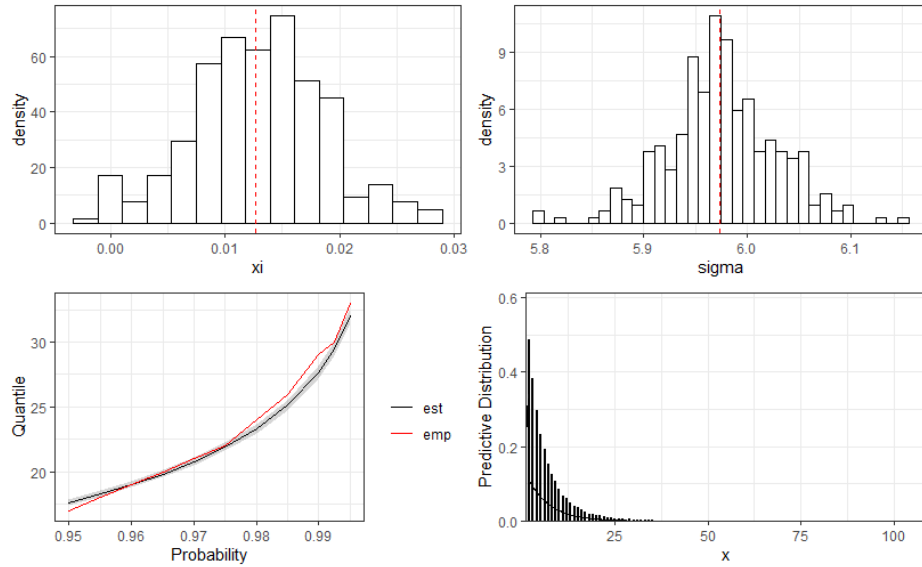 density
60
40
20
0
0.00 0.01 0.02 0.03
xi
density
9
6
3
0
5.8 5.9 6.0 6.1
sigma
Quantile
30
25
20
0.95 0.96 0.97 0.98 0.99
Probability
est
emp
Predictive Distribution
0.6
0.4
0.2
0.0
25 50 75 100
x